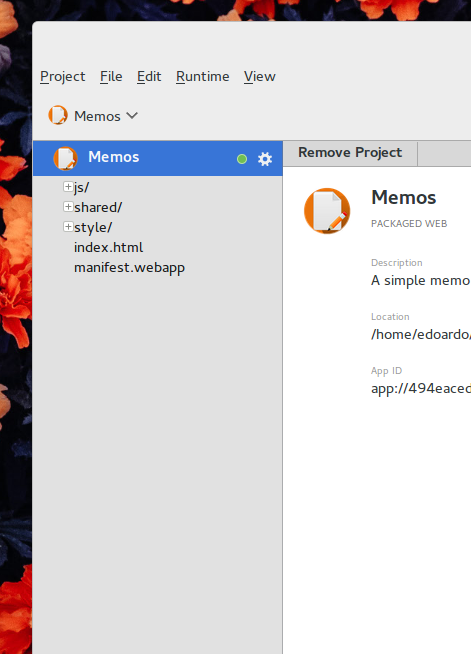 Project File Edit Runtime View
Memos
Memos
js/
shared/
style/
index.html
manifest.webapp
Remove Project
Memos
PACKAGED WEB
Description
A simple memo
Location
/home/edoardo/
App ID
app://494eaced